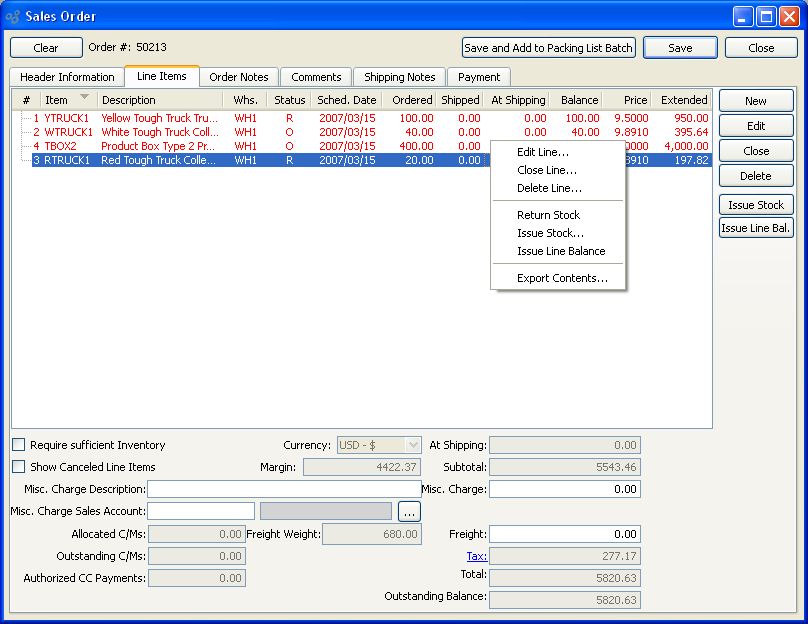 Sales Order
Clear Order #: 50213 Save and Add to Packing List Batch Save Close
Header Information Line Items Order Notes Comments Shipping Notes Payment
# Item Description Whs. Status Sched. Date Ordered Shipped At Shipping Balance Price Extended New
1 YTRUCK1 Yellow Tough Truck Tru... WH1 R 2007/03/15 100.00 0.00 0.00 100.00 9.5000 950.00
2 WTRUCK1 White Tough Truck Coll... WH1 O 2007/03/15 40.00 0.00 0.00 40.00 9.8910 395.64 Edit
4 TBOX2 Product Box Type 2 Pr... WH1 O 2007/03/15 400.00 0.00 0000 4,000.00 Close
3 RTRUCK1 Red Tough Truck Colle... WH1 R 2007/03/15 20.00 0.00 8910 197.82
Edit Line...
Close Line...
Delete Line...
Return Stock
Issue Stock...
Issue Line Balance
Export Contents...
Delete
Issue Stock
Issue Line Bal.
Require sufficient Inventory Currency: USD - $ At Shipping: 0.00
Show Canceled Line Items Margin: 4422.37 Subtotal: 5543.46
Misc. Charge Description: Misc. Charge: 0.00
Misc. Charge Sales Account: ...
Allocated C/Ms: 0.00 Freight Weight: 680.00 Freight: 0.00
Outstanding C/Ms: 0.00 Tax: 277.17
Authorized CC Payments: 0.00 Total: 5820.63
Outstanding Balance: 5820.63